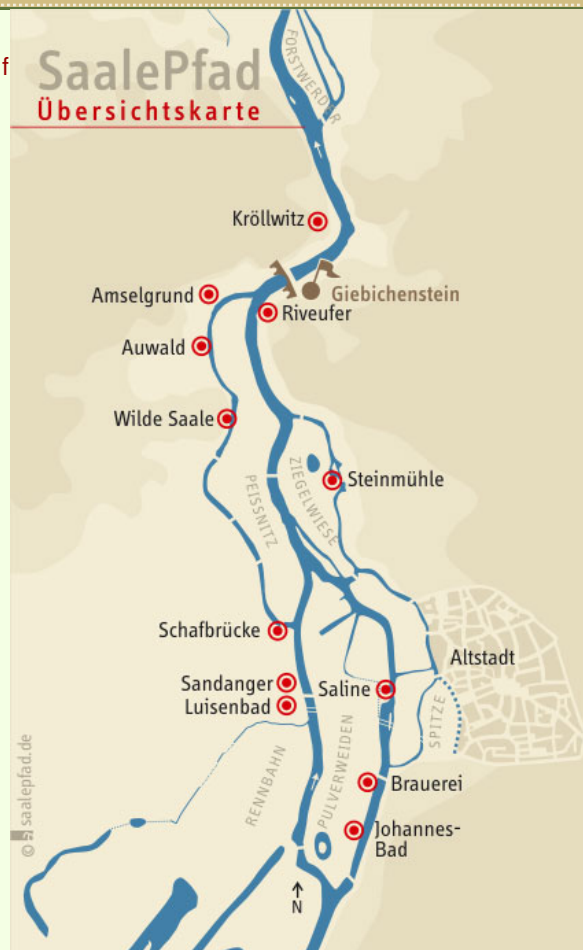 f
SaalePfad
Übersichtskarte
FORSTWERDER
Kröllwitz
Giebichenstein
Amselgrund
Riveufer
Auwald
Wilde Saale
PEISSNITZ
ZIEGELWIESE
Steinmühle
Schafbrücke
Altstadt
Sandanger
Saline
Luisenbad
SPITZE
RENNBAHN
PULVERWEIDEN
Brauerei
Johannes-
Bad
N
© saalepfad.de